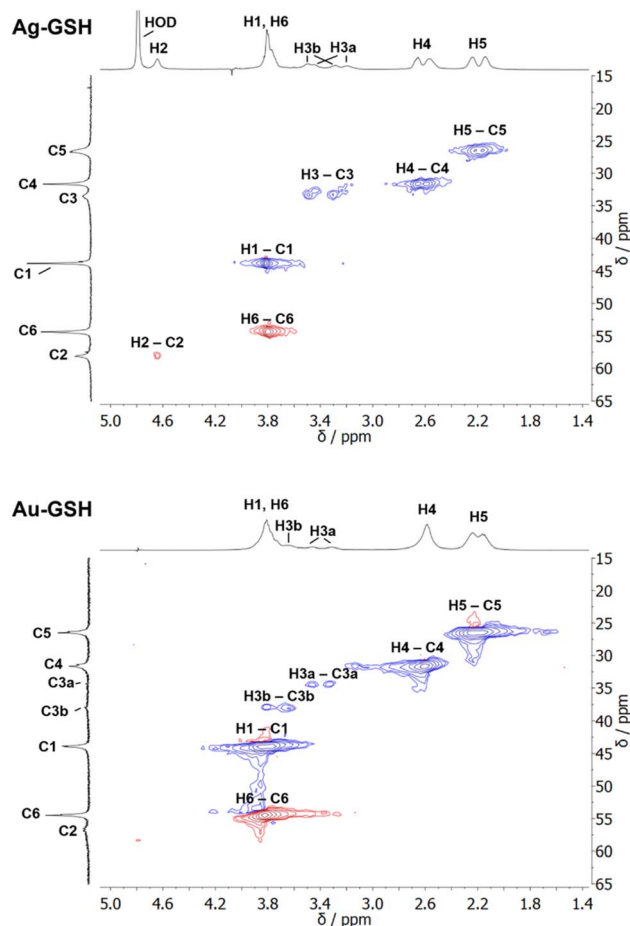 Ag-GSH
HOD
H2
H1, H6
H3b
H3a
H4
H5
15
20
25
30
35
40
45
50
55
60
65
δ / ppm
C5
C4
C3
C1
C6
C2
H5 – C5
H4 – C4
H3 – C3
H1 – C1
H6 – C6
H2 – C2
5.0 4.6 4.2 3.8 3.4 3.0 2.6 2.2 1.8 1.4
δ / ppm
Au-GSH
H1, H6
H3b
H3a
H4
H5
15
20
25
30
35
40
45
50
55
60
65
δ / ppm
C5
C4
C3a
C3b
C1
C6
C2
H5 – C5
H4 – C4
H3a – C3a
H3b – C3b
H1 – C1
H6 – C6
5.0 4.6 4.2 3.8 3.4 3.0 2.6 2.2 1.8 1.4
δ / ppm